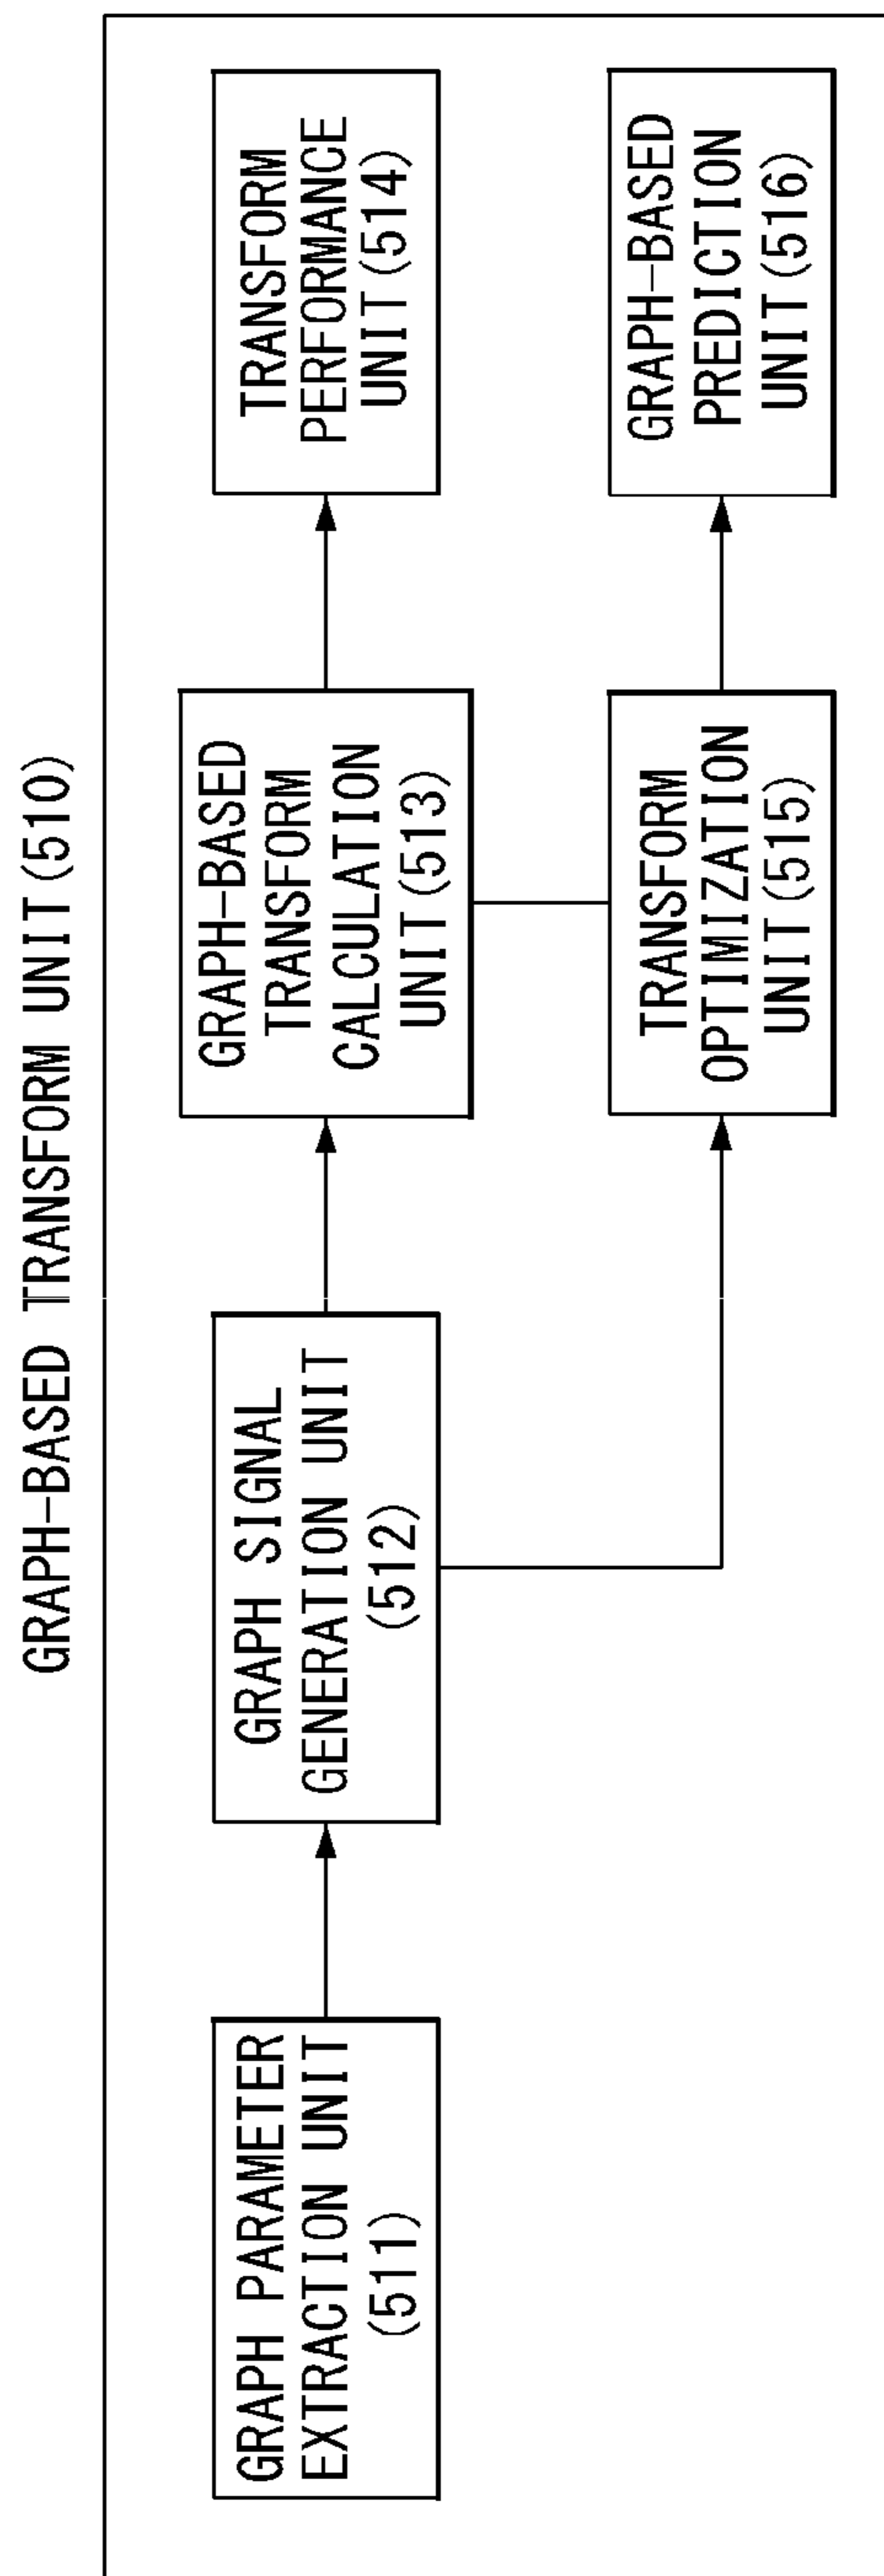 GRAPH-BASED TRANSFORM UNIT(510)
GRAPH PARAMETER
EXTRACTION UNIT
(511)
GRAPH SIGNAL
GENERATION UNIT
(512)
GRAPH-BASED
TRANSFORM
CALCULATION
UNIT(513)
TRANSFORM
PERFORMANCE
UNIT(514)
TRANSFORM
OPTIMIZATION
UNIT(515)
GRAPH-BASED
PREDICTION
UNIT(516)